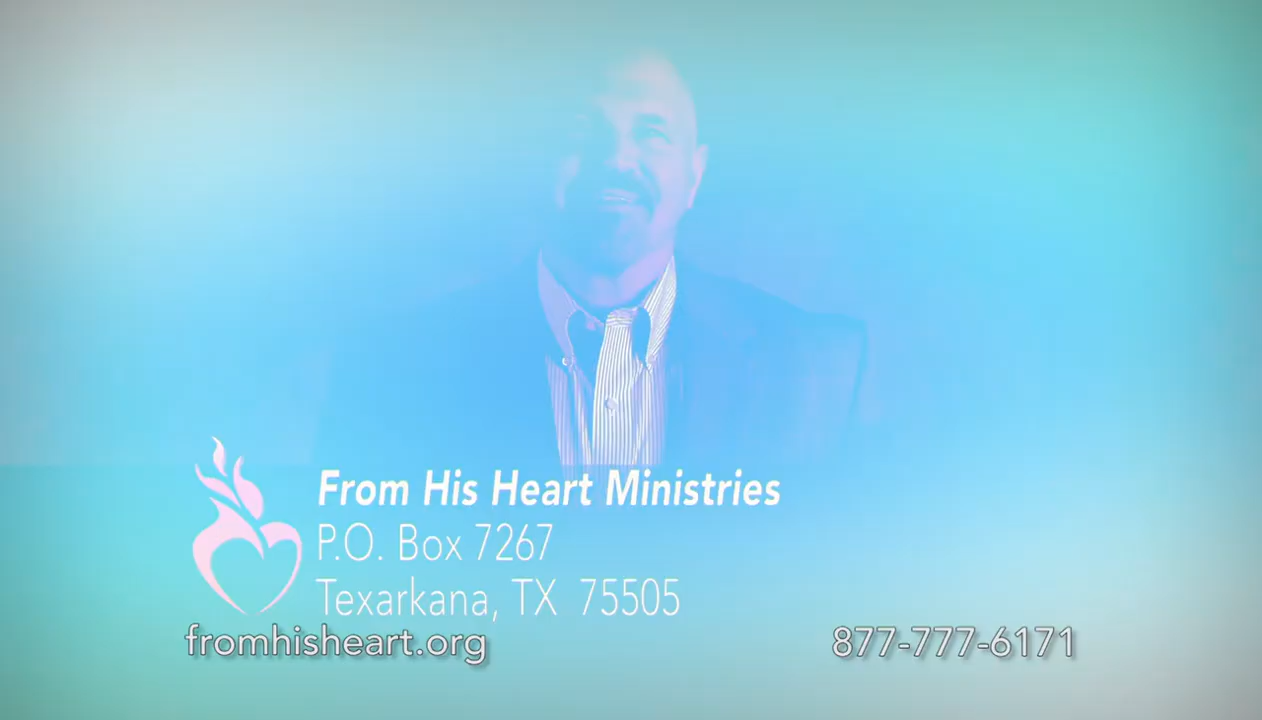 From His Heart Ministries
P.O. Box 7267
Texarkana, TX 75505
fromhisheart.org
877-777-6171